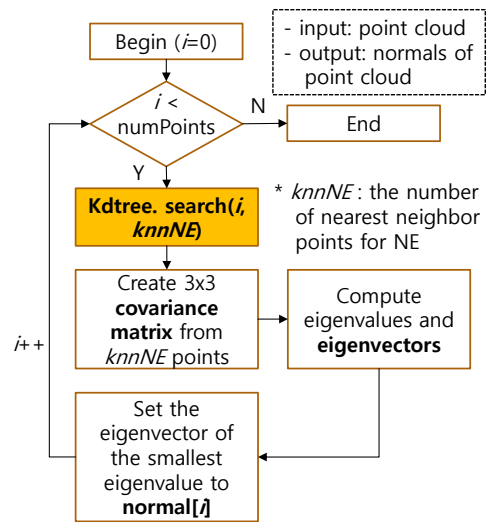 Begin (i=0)
- input: point cloud
- output: normals of
point cloud
i <
numPoints
N
End
Y
Kdtree. search(i,
knnNE)
* knnNE : the number
of nearest neighbor
points for NE
Create 3x3
covariance
matrix from
knnNE points
Compute
eigenvalues and
eigenvectors
i++
Set the
eigenvector of
the smallest
eigenvalue to
normal[i]